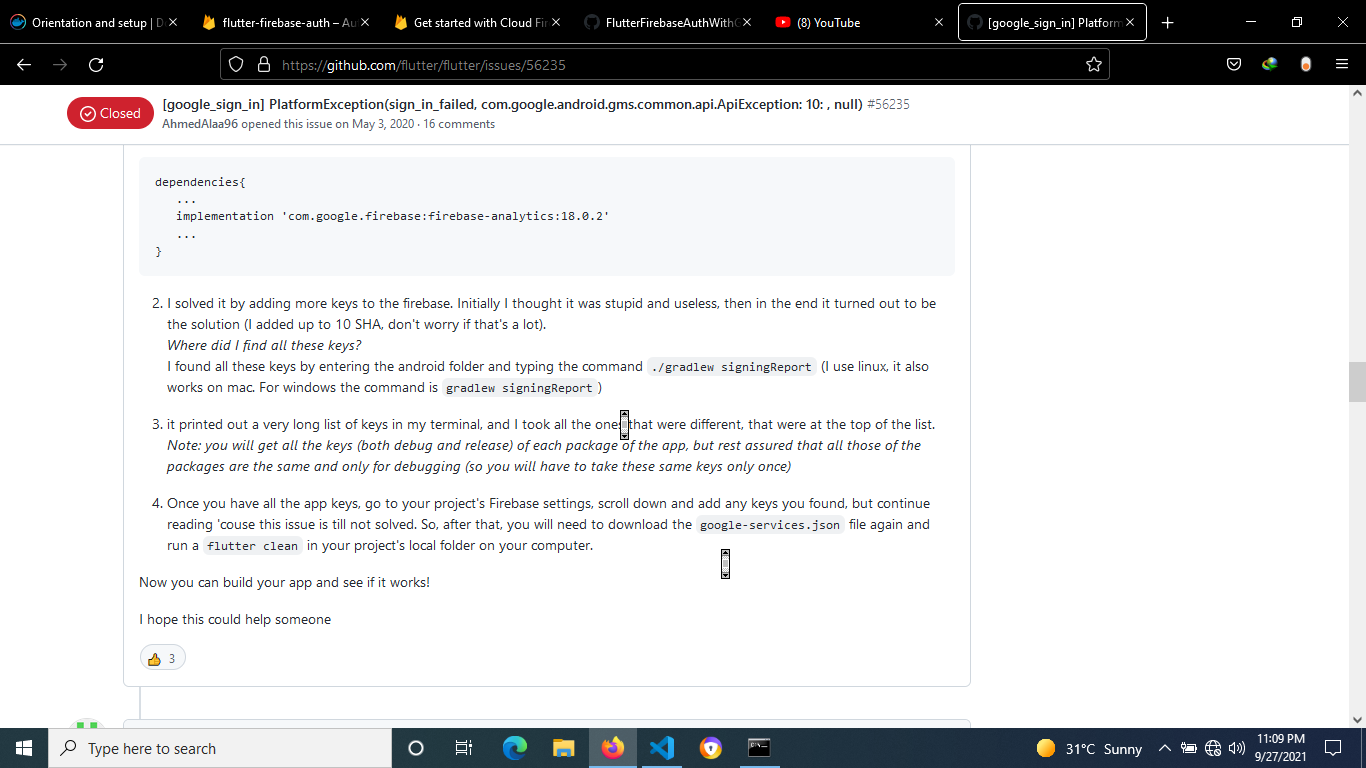 Orientation and setup | D
flutter-firebase-auth – Au
Get started with Cloud Fir
FlutterFirebaseAuthWithG
(8) YouTube
[google_sign_in] Platform
https://github.com/flutter/flutter/issues/56235
Closed
[google_sign_in] PlatformException(sign_in_failed, com.google.android.gms.common.api.ApiException: 10: , null) #56235
AhmedAlaa96 opened this issue on May 3, 2020 · 16 comments
dependencies{
...
implementation 'com.google.firebase:firebase-analytics:18.0.2'
...
}
2. I solved it by adding more keys to the firebase. Initially I thought it was stupid and useless, then in the end it turned out to be
the solution (I added up to 10 SHA, don't worry if that's a lot).
Where did I find all these keys?
I found all these keys by entering the android folder and typing the command ./gradlew signingReport (I use linux, it also
works on mac. For windows the command is gradlew signingReport )
3. it printed out a very long list of keys in my terminal, and I took all the ones that were different, that were at the top of the list.
Note: you will get all the keys (both debug and release) of each package of the app, but rest assured that all those of the
packages are the same and only for debugging (so you will have to take these same keys only once)
4. Once you have all the app keys, go to your project's Firebase settings, scroll down and add any keys you found, but continue
reading 'couse this issue is till not solved. So, after that, you will need to download the google-services.json file again and
run a flutter clean in your project's local folder on your computer.
Now you can build your app and see if it works!
I hope this could help someone
3
Type here to search
31°C Sunny
11:09 PM
9/27/2021